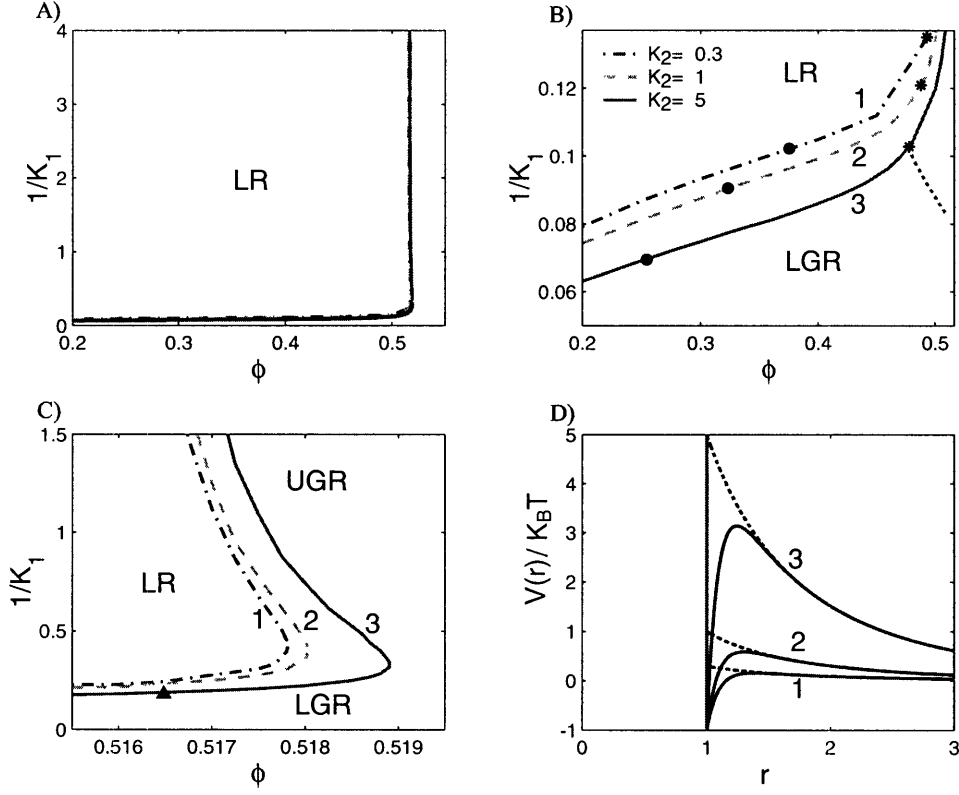 A)
4
3
2
1
0
1/K1
LR
0.2 0.3 0.4 0.5
ϕ
B)
0.12
0.1
0.08
0.06
1/K1
K2= 0.3
K2= 1
K2= 5
LR
1
2
3
LGR
0.2 0.3 0.4 0.5
ϕ
C)
1.5
1
0.5
0
1/K1
UGR
LR
1 2 3
LGR
0.516 0.517 0.518 0.519
ϕ
D)
5
4
3
2
1
0
-1
V(r)/ KBT
3
2
1
0 1 2 3
r